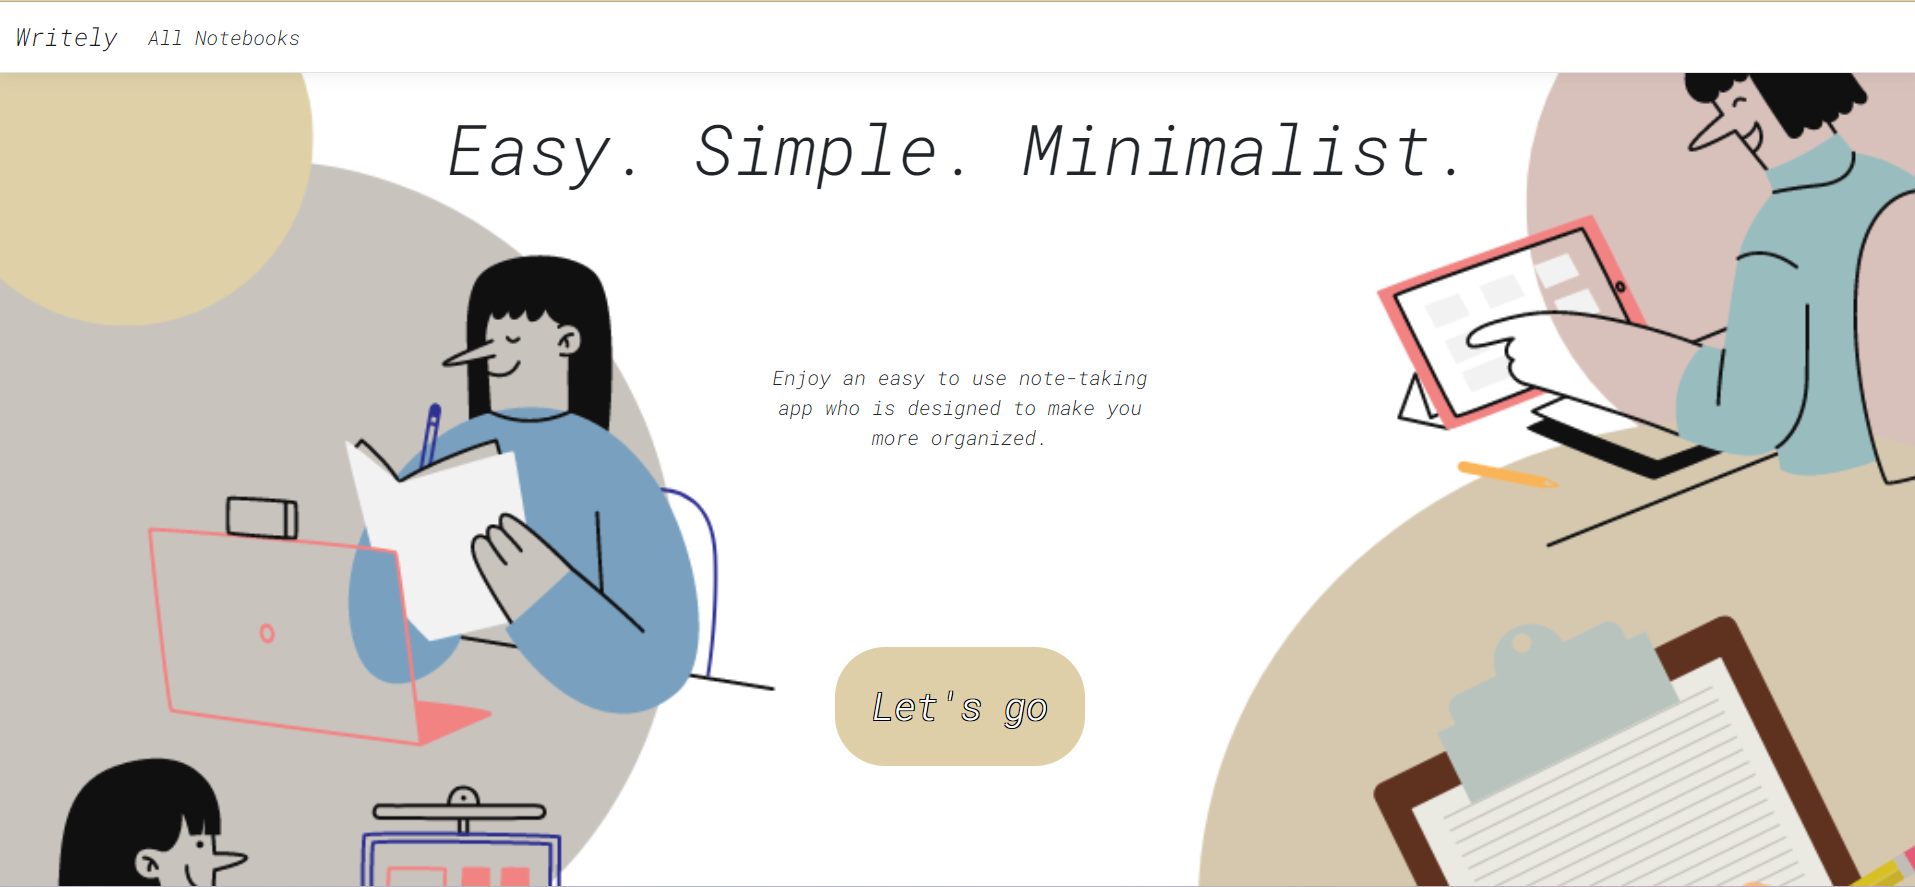 Writely All Notebooks
Easy. Simple. Minimalist.
Enjoy an easy to use note-taking
app who is designed to make you
more organized.
Let's go